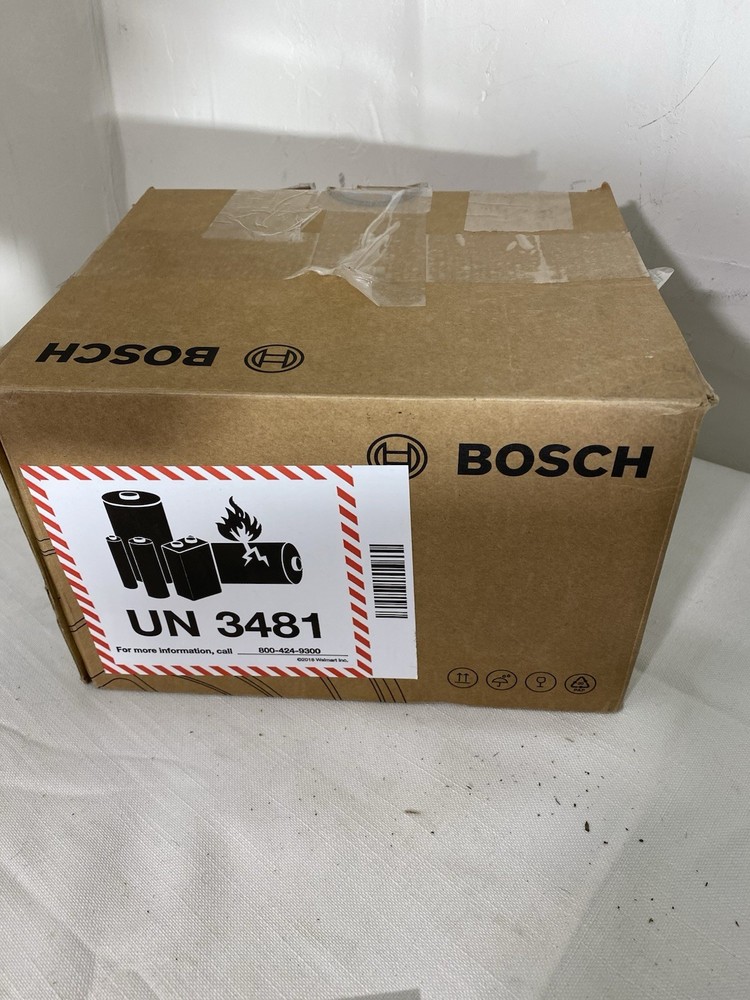 BOSCH
BOSCH
UN 3481
For more information, call 800-424-9300
©2018 Walmart Inc.